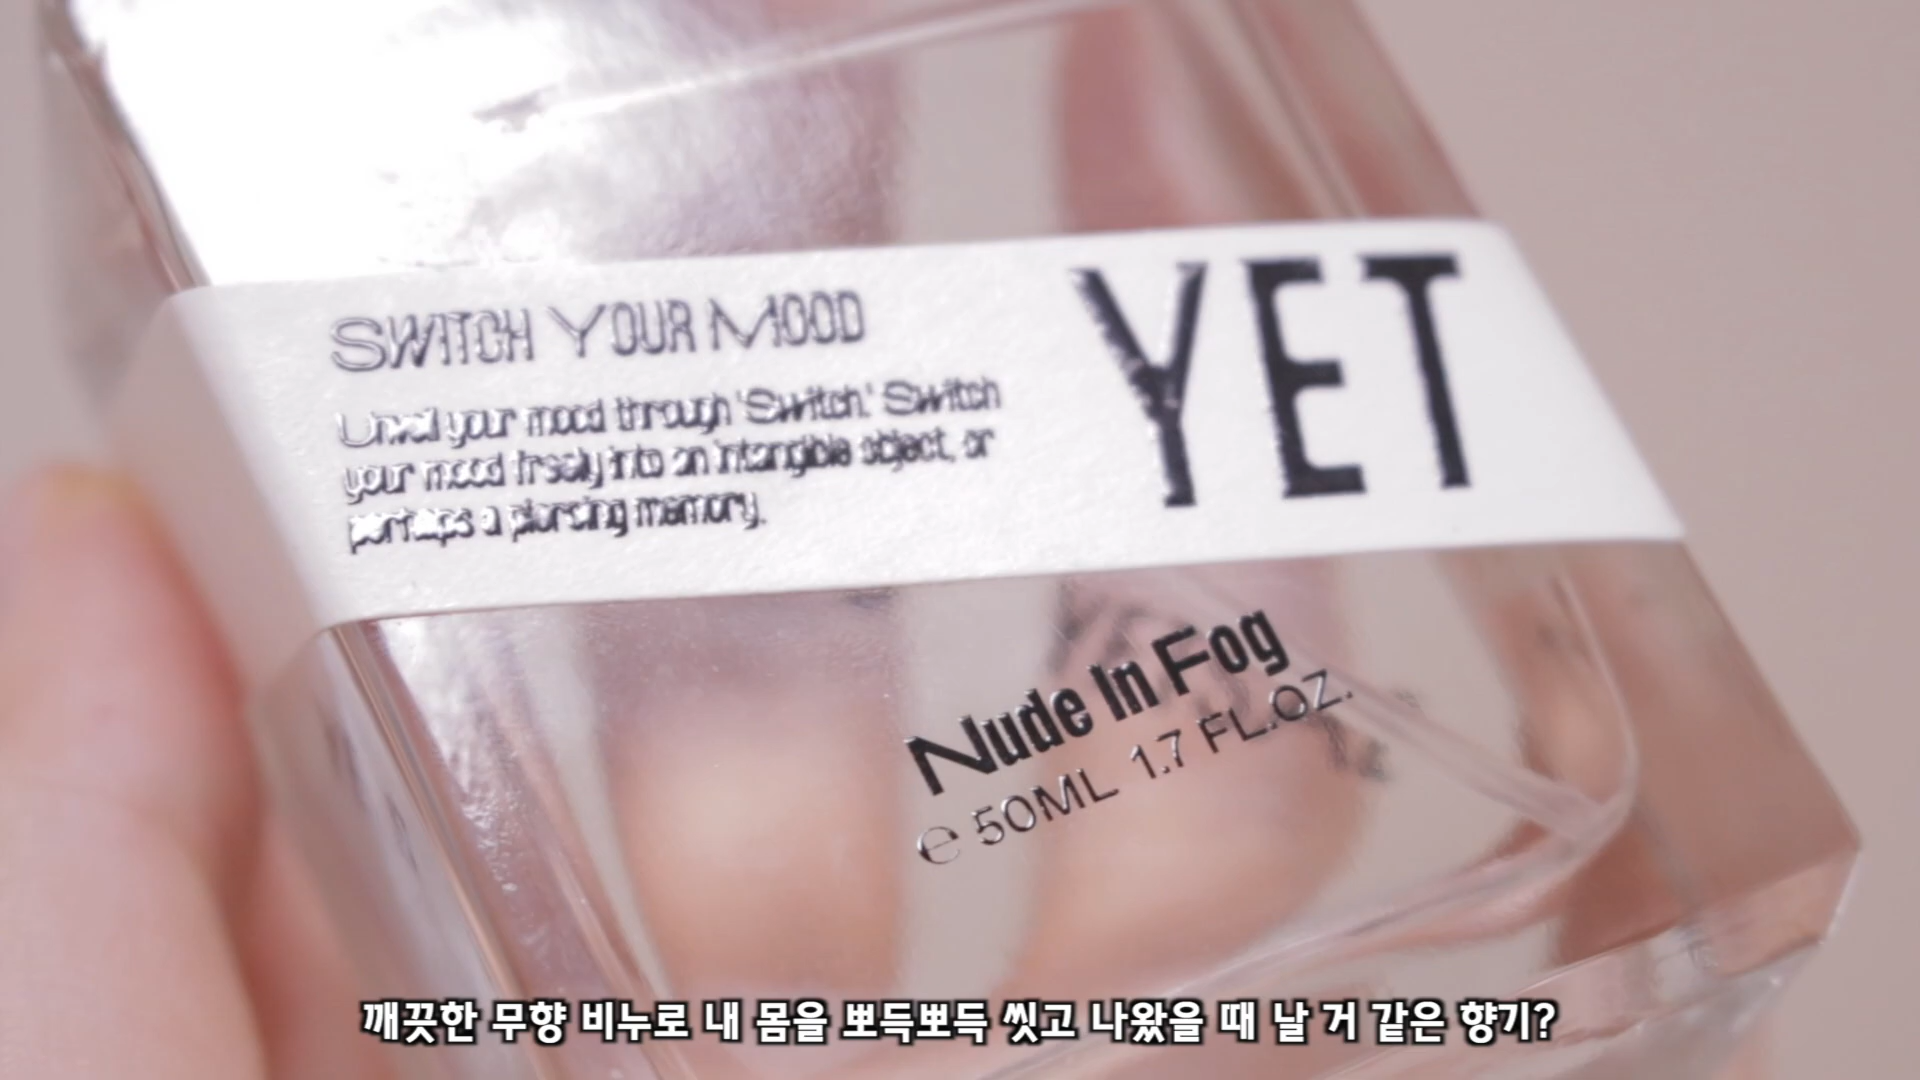 SWITCH YOUR MOOD
Unveil your mood through 'Switch.' Switch
your mood freely into an intangible object, or
perhaps a piercing memory.
YET
Nude In Fog
℮ 50ML 1.7 FL.OZ.
깨끗한 무향 비누로 내 몸을 뽀득뽀득 씻고 나왔을 때 날 거 같은 향기?